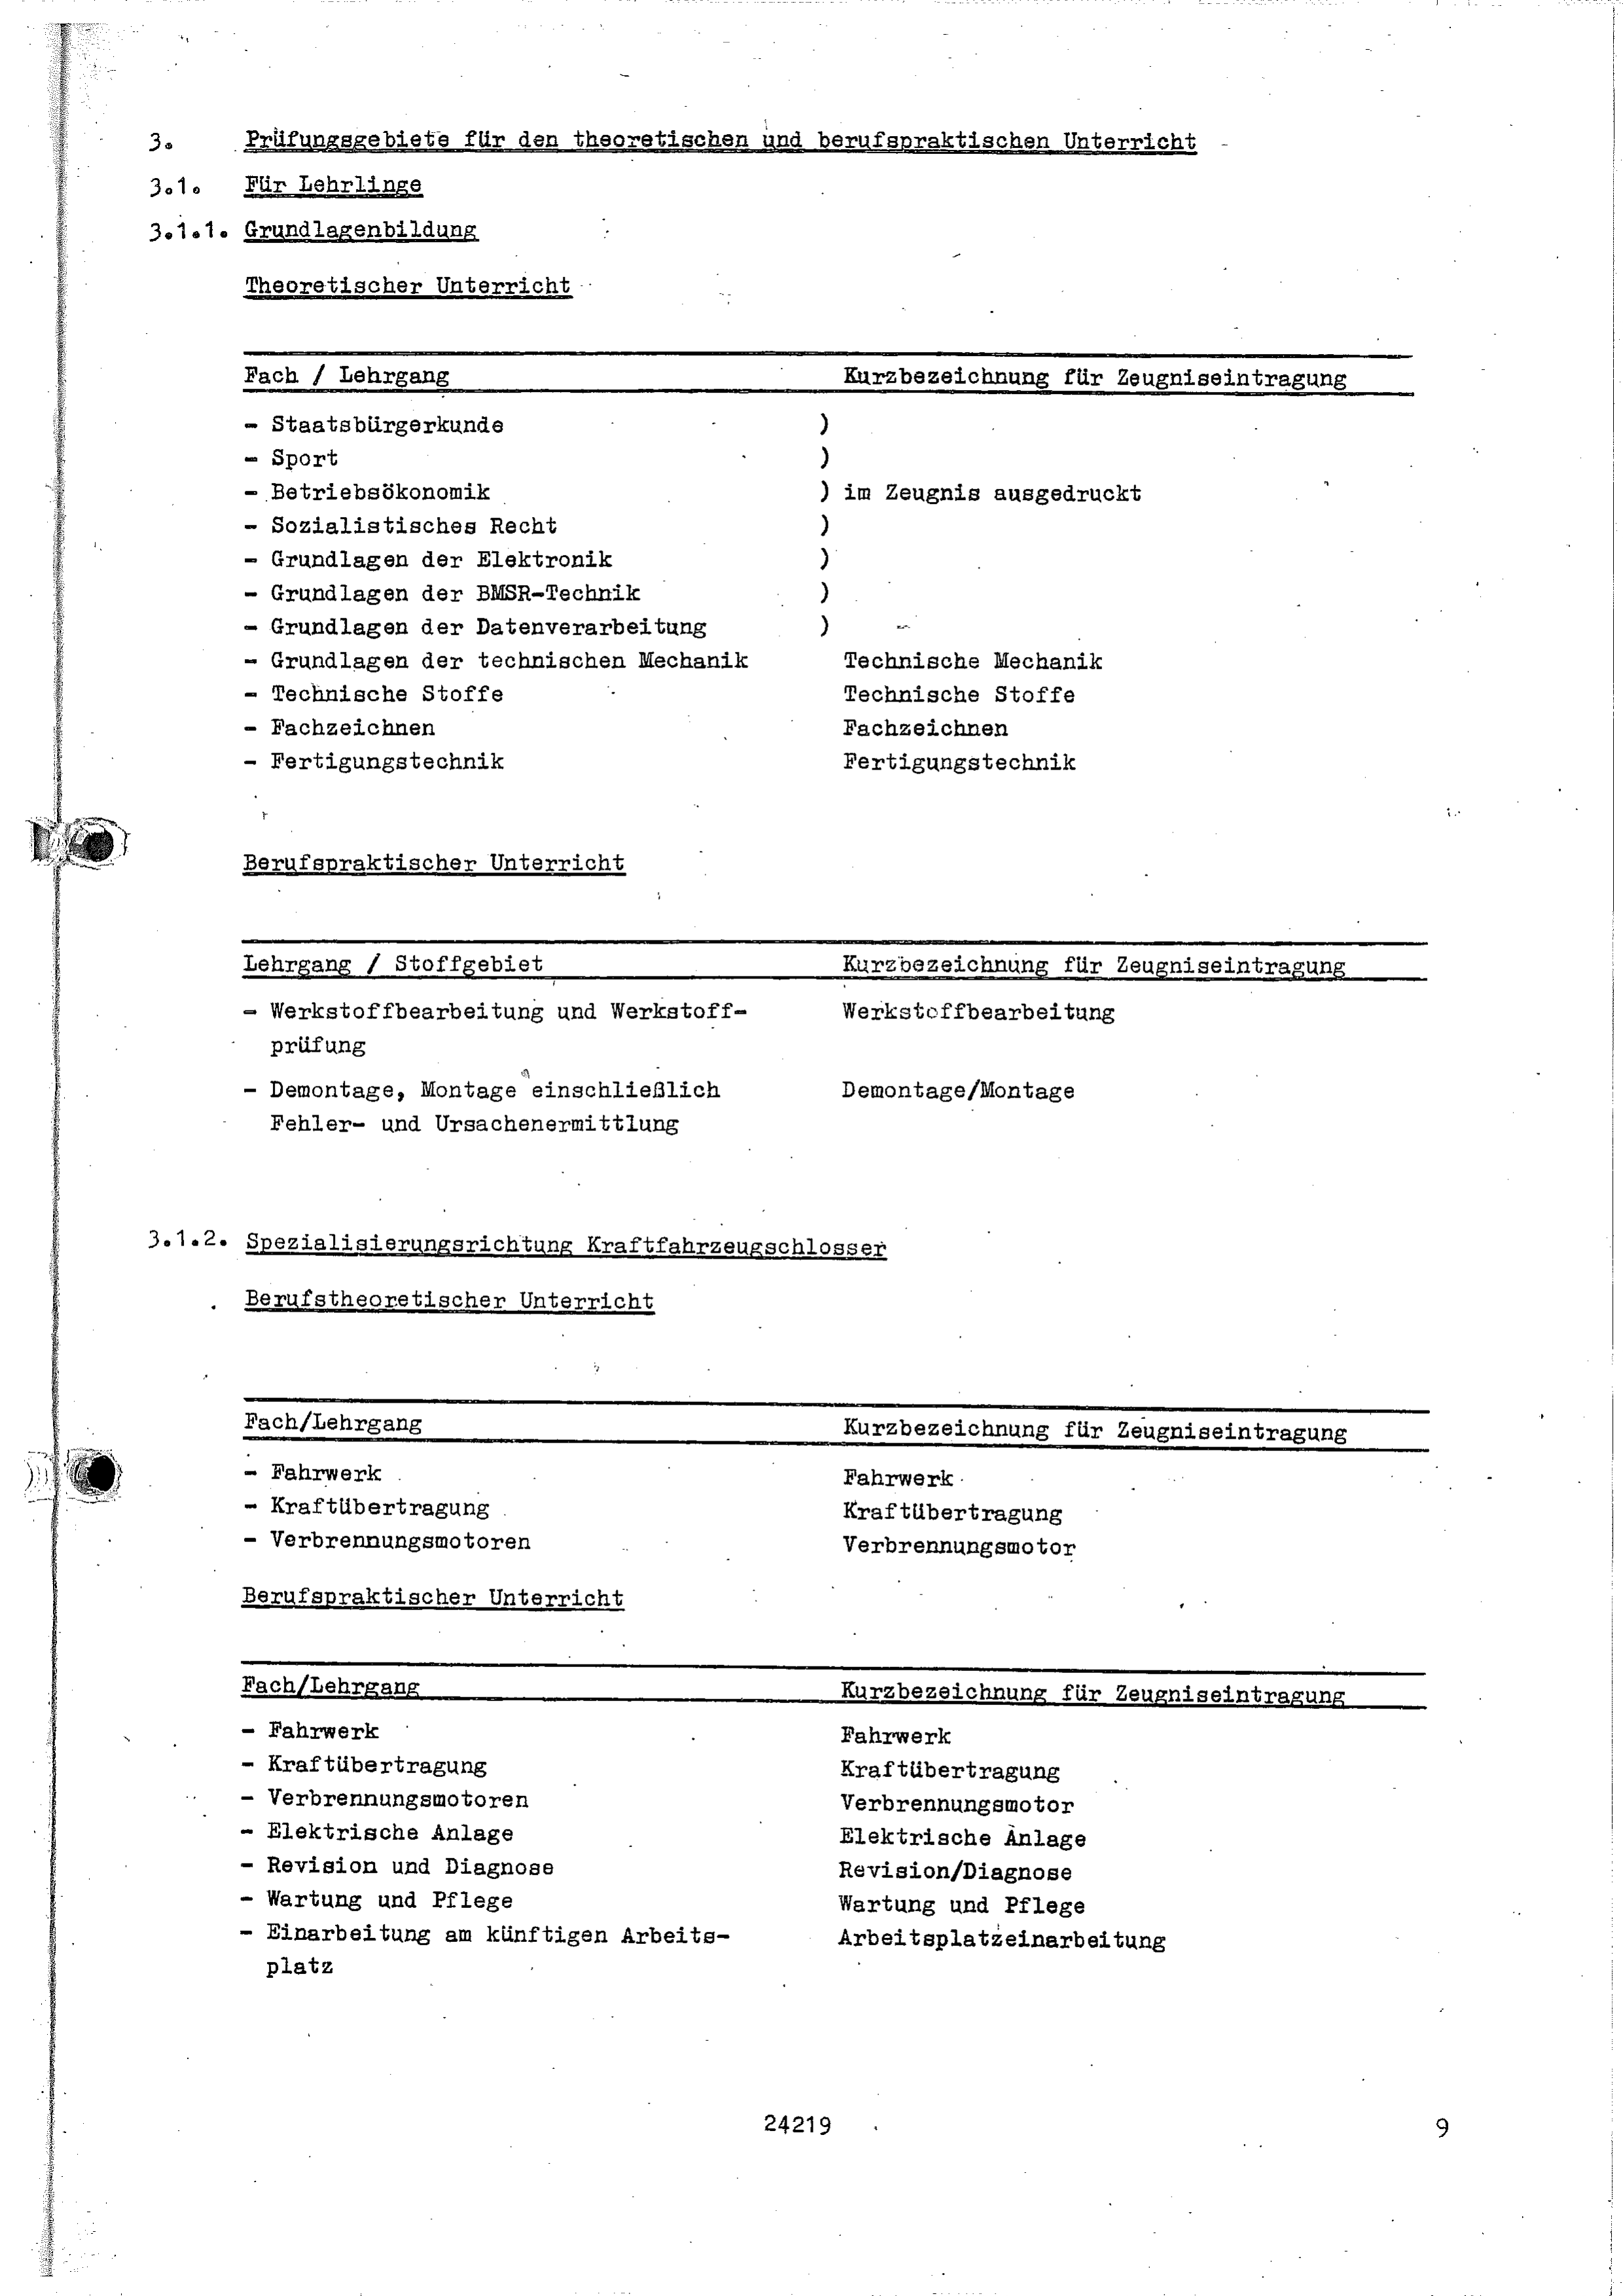 3. Prüfungsgebiete für den theoretischen und berufspraktischen Unterricht
3.1. Für Lehrlinge
3.1.1. Grundlagenbildung
Theoretischer Unterricht
Fach / Lehrgang Kurzbezeichnung für Zeugniseintragung
- Staatsbürgerkunde )
- Sport )
- Betriebsökonomik ) im Zeugnis ausgedruckt
- Sozialistisches Recht )
- Grundlagen der Elektronik )
- Grundlagen der BMSR-Technik )
- Grundlagen der Datenverarbeitung )
- Grundlagen der technischen Mechanik Technische Mechanik
- Technische Stoffe Technische Stoffe
- Fachzeichnen Fachzeichnen
- Fertigungstechnik Fertigungstechnik
Berufspraktischer Unterricht
Lehrgang / Stoffgebiet Kurzbezeichnung für Zeugniseintragung
- Werkstoffbearbeitung und Werkstoff- Werkstoffbearbeitung
prüfung
- Demontage, Montage einschließlich Demontage/Montage
Fehler- und Ursachenermittlung
3.1.2. Spezialisierungsrichtung Kraftfahrzeugschlosser
Berufstheoretischer Unterricht
Fach/Lehrgang Kurzbezeichnung für Zeugniseintragung
- Fahrwerk Fahrwerk
- Kraftübertragung Kraftübertragung
- Verbrennungsmotoren Verbrennungsmotor
Berufspraktischer Unterricht
Fach/Lehrgang Kurzbezeichnung für Zeugniseintragung
- Fahrwerk Fahrwerk
- Kraftübertragung Kraftübertragung
- Verbrennungsmotoren Verbrennungsmotor
- Elektrische Anlage Elektrische Anlage
- Revision und Diagnose Revision/Diagnose
- Wartung und Pflege Wartung und Pflege
- Einarbeitung am künftigen Arbeits- Arbeitsplatzeinarbeitung
platz
24219 9